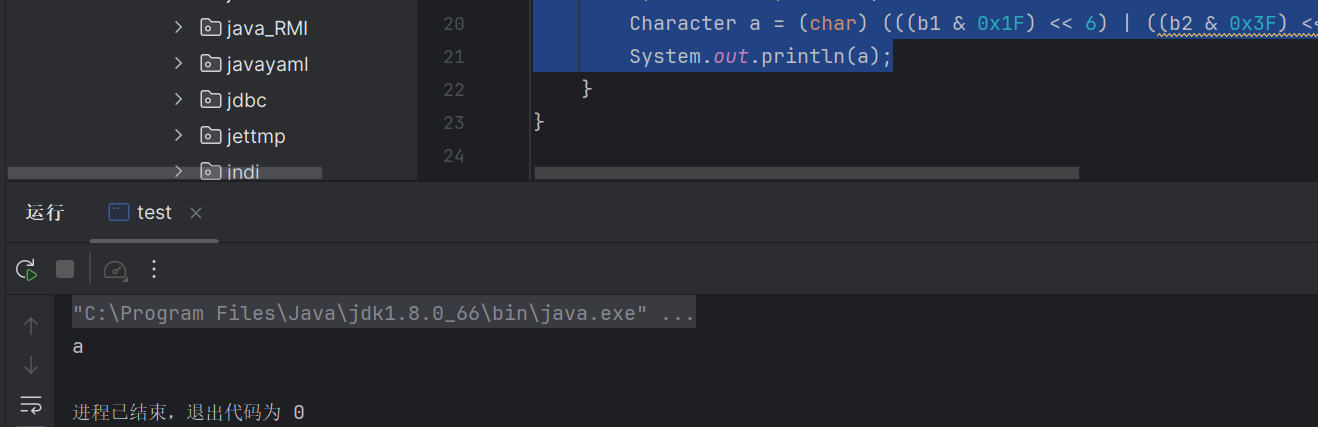 java_RMI
javayaml
jdbc
jettmp
jndi
20 Character a = (char) (((b1 & 0x1F) << 6) | ((b2 & 0x3F) <<
21 System.out.println(a);
22 }
23 }
24
运行 test
"C:\Program Files\Java\jdk1.8.0_66\bin\java.exe" ...
a
进程已结束，退出代码为 0